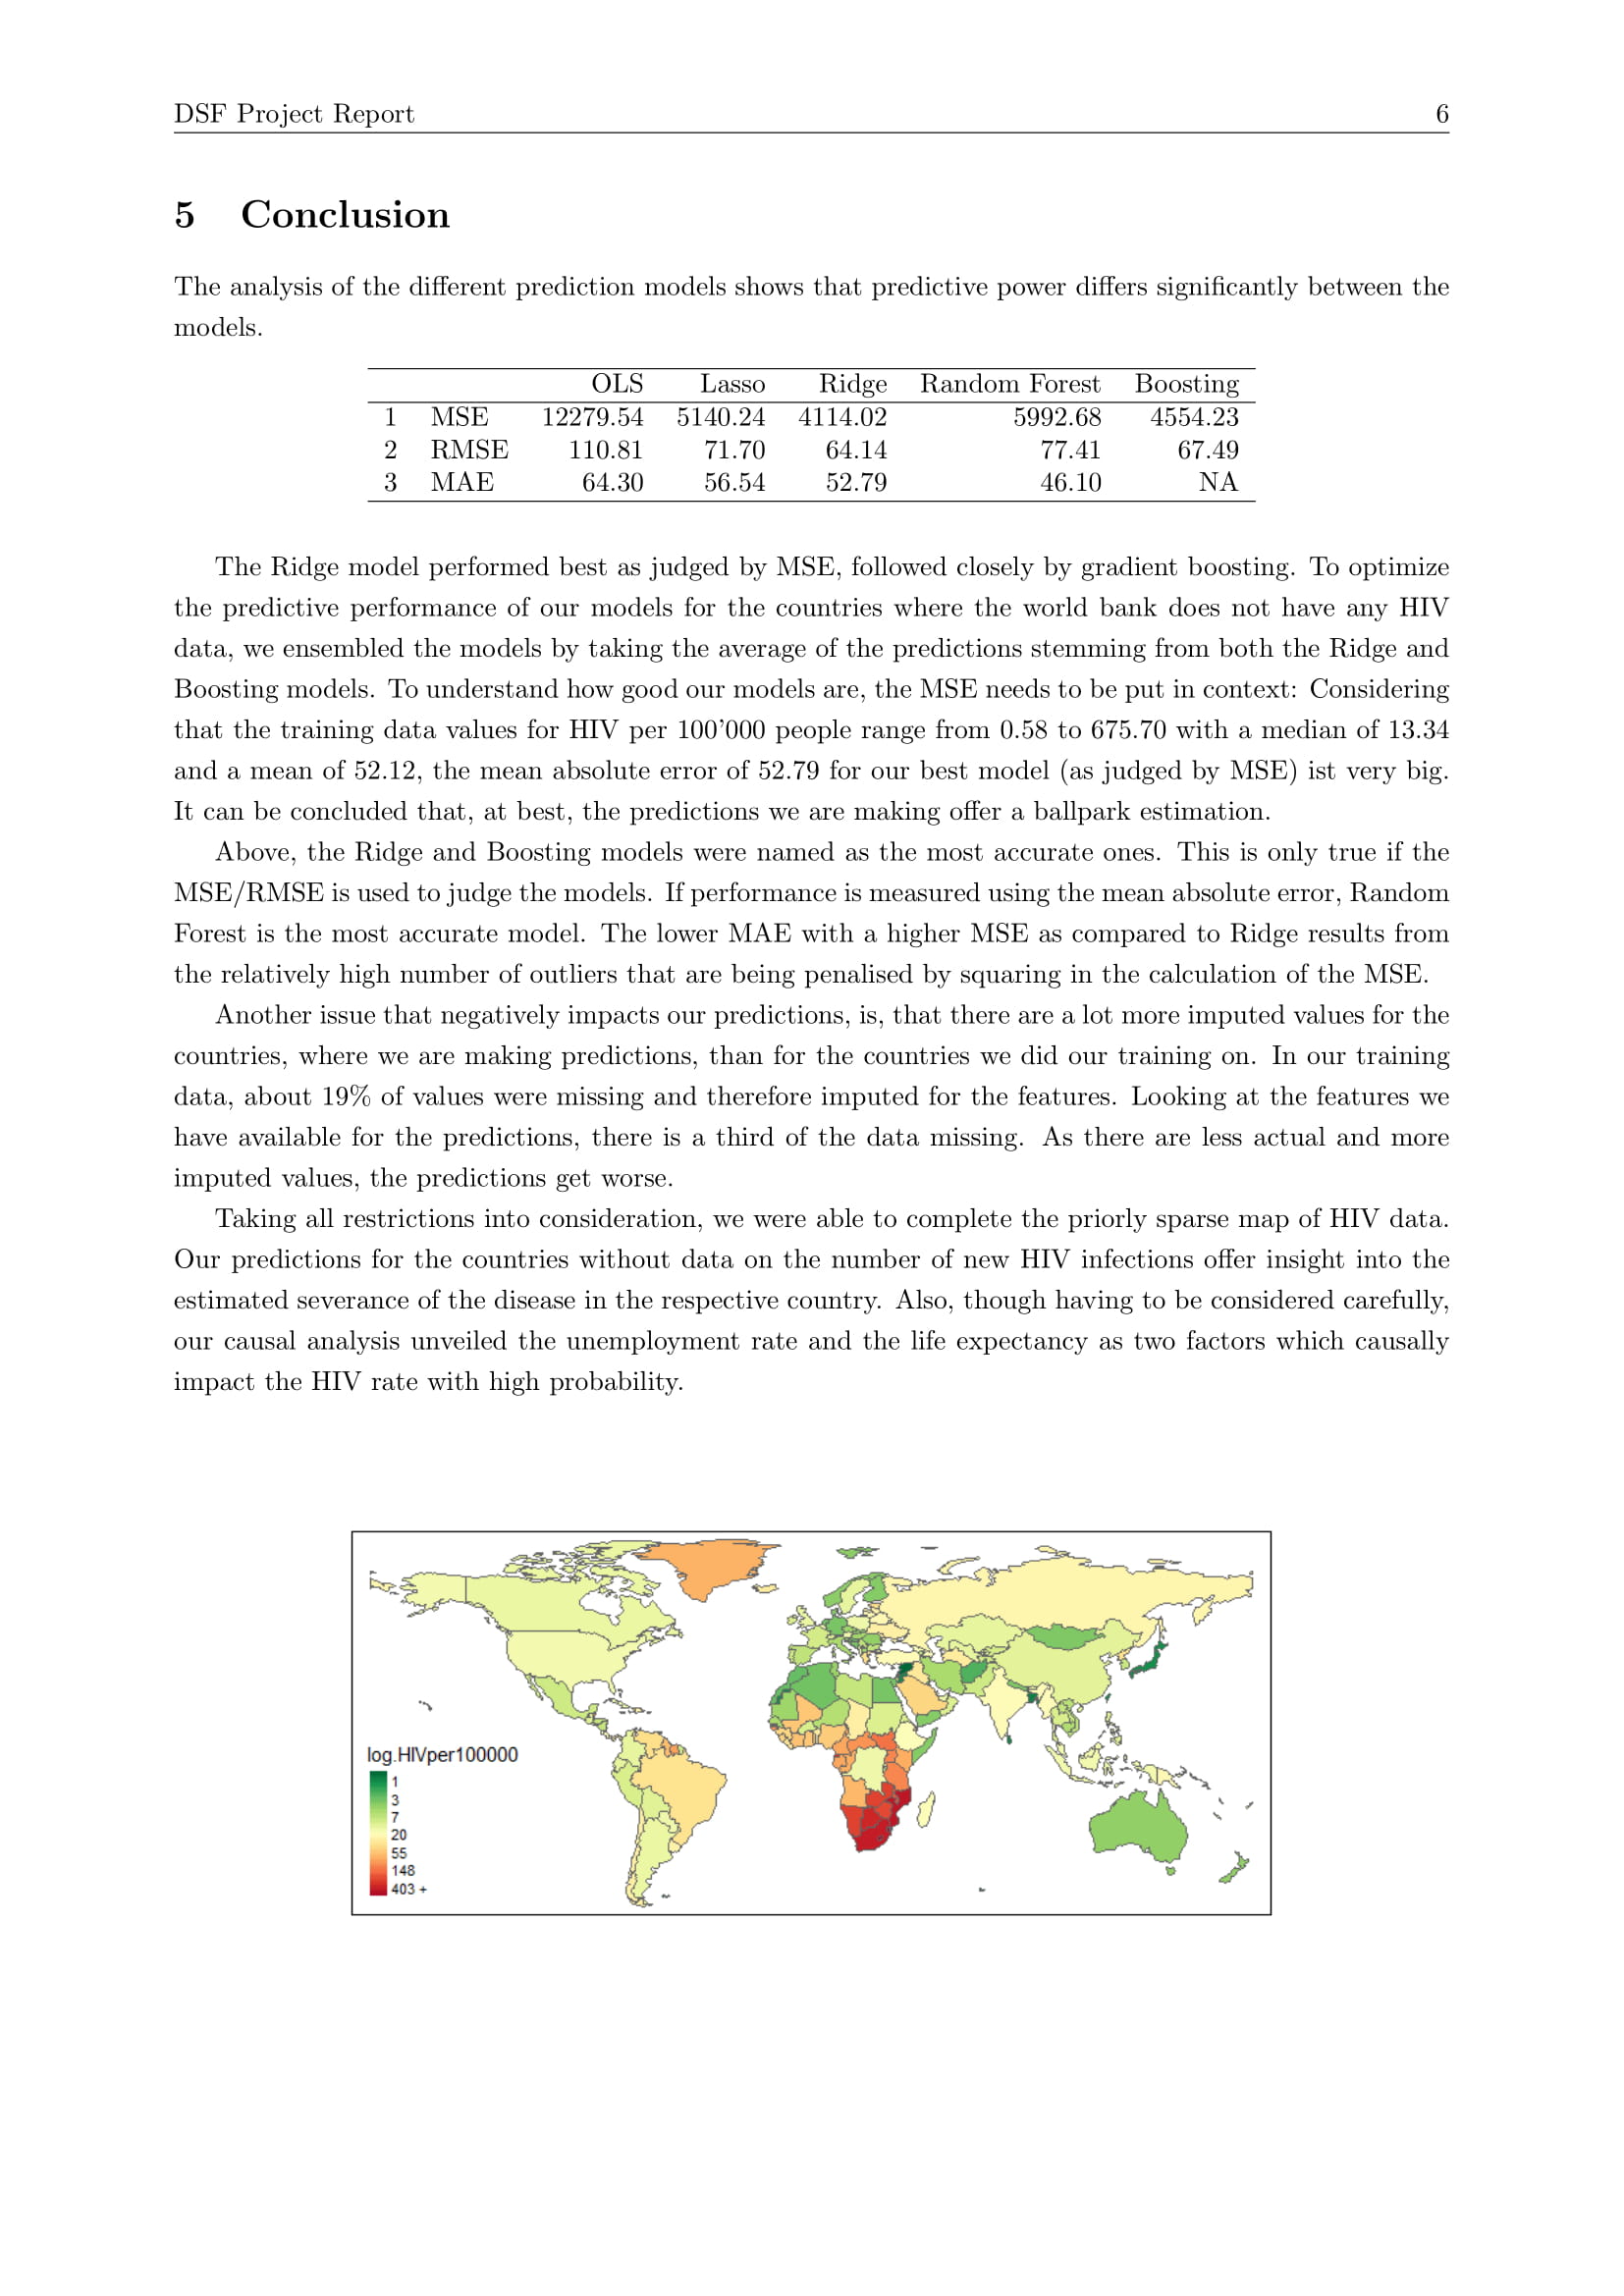 DSF Project Report 6
5 Conclusion
The analysis of the different prediction models shows that predictive power differs significantly between the
models.
OLS Lasso Ridge Random Forest Boosting
1 MSE 12279.54 5140.24 4114.02 5992.68 4554.23
2 RMSE 110.81 71.70 64.14 77.41 67.49
3 MAE 64.30 56.54 52.79 46.10 NA
The Ridge model performed best as judged by MSE, followed closely by gradient boosting. To optimize
the predictive performance of our models for the countries where the world bank does not have any HIV
data, we ensembled the models by taking the average of the predictions stemming from both the Ridge and
Boosting models. To understand how good our models are, the MSE needs to be put in context: Considering
that the training data values for HIV per 100'000 people range from 0.58 to 675.70 with a median of 13.34
and a mean of 52.12, the mean absolute error of 52.79 for our best model (as judged by MSE) ist very big.
It can be concluded that, at best, the predictions we are making offer a ballpark estimation.
Above, the Ridge and Boosting models were named as the most accurate ones. This is only true if the
MSE/RMSE is used to judge the models. If performance is measured using the mean absolute error, Random
Forest is the most accurate model. The lower MAE with a higher MSE as compared to Ridge results from
the relatively high number of outliers that are being penalised by squaring in the calculation of the MSE.
Another issue that negatively impacts our predictions, is, that there are a lot more imputed values for the
countries, where we are making predictions, than for the countries we did our training on. In our training
data, about 19% of values were missing and therefore imputed for the features. Looking at the features we
have available for the predictions, there is a third of the data missing. As there are less actual and more
imputed values, the predictions get worse.
Taking all restrictions into consideration, we were able to complete the priorly sparse map of HIV data.
Our predictions for the countries without data on the number of new HIV infections offer insight into the
estimated severance of the disease in the respective country. Also, though having to be considered carefully,
our causal analysis unveiled the unemployment rate and the life expectancy as two factors which causally
impact the HIV rate with high probability.
log.HIVper100000
1
3
7
20
55
148
403 +